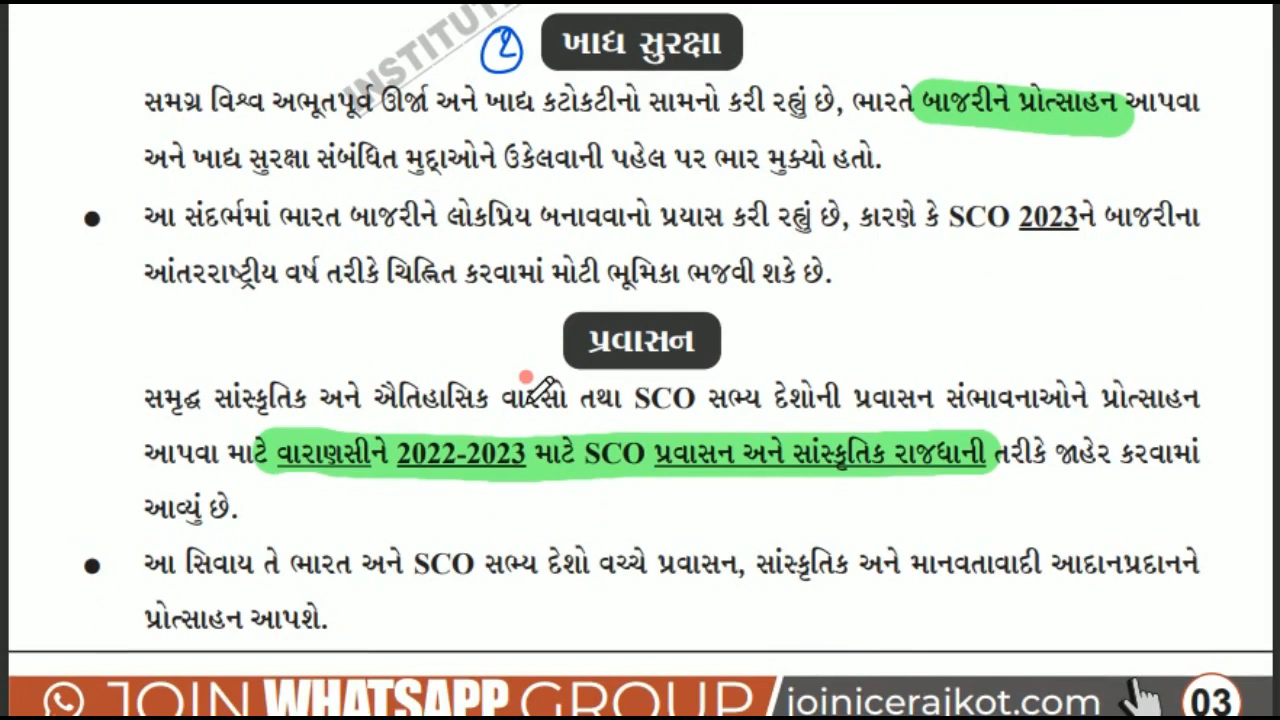 INSTITUT
2
ખાદ્ય સુરક્ષા
સમગ્ર વિશ્વ અભૂતપૂર્વ ઊર્જા અને ખાદ્ય કટોકટીનો સામનો કરી રહ્યું છે, ભારતે બાજરીને પ્રોત્સાહન આપવા
અને ખાદ્ય સુરક્ષા સંબંધિત મુદ્દાઓને ઉકેલવાની પહેલ પર ભાર મુક્યો હતો.
● આ સંદર્ભમાં ભારત બાજરીને લોકપ્રિય બનાવવાનો પ્રયાસ કરી રહ્યું છે, કારણે કે SCO 2023ને બાજરીના
આંતરરાષ્ટ્રીય વર્ષ તરીકે ચિહ્નિત કરવામાં મોટી ભૂમિકા ભજવી શકે છે.
પ્રવાસન
સમૃદ્ધ સાંસ્કૃતિક અને ઐતિહાસિક વારસો તથા SCO સભ્ય દેશોની પ્રવાસન સંભાવનાઓને પ્રોત્સાહન
આપવા માટે વારાણસીને 2022-2023 માટે SCO પ્રવાસન અને સાંસ્કૃતિક રાજધાની તરીકે જાહેર કરવામાં
આવ્યું છે.
● આ સિવાય તે ભારત અને SCO સભ્ય દેશો વચ્ચે પ્રવાસન, સાંસ્કૃતિક અને માનવતાવાદી આદાનપ્રદાનને
પ્રોત્સાહન આપશે.
JOIN WHATSAPP GROUP joinicerajkot.com 03